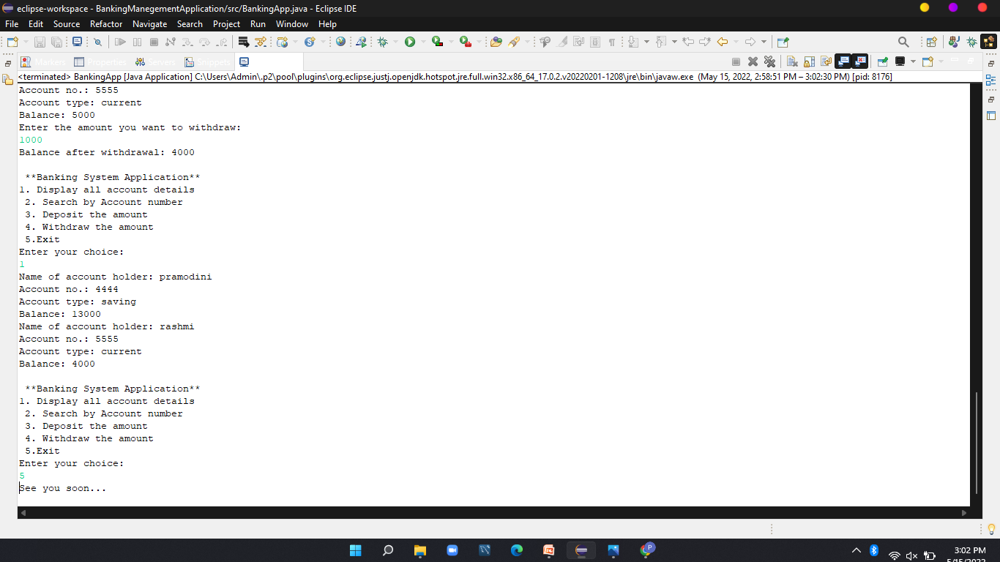 eclipse-workspace - BankingManegementApplication/src/BankingApp.java - Eclipse IDE
File Edit Source Refactor Navigate Search Project Run Window Help
Markers Properties Servers Snippets
<terminated> BankingApp [Java Application] C:\Users\Admin\.p2\pool\plugins\org.eclipse.justj.openjdk.hotspot.jre.full.win32.x86_64_17.0.2.v20220201-1208\jre\bin\javaw.exe (May 15, 2022, 2:58:51 PM – 3:02:30 PM) [pid: 8176]
Account no.: 5555
Account type: current
Balance: 5000
Enter the amount you want to withdraw:
1000
Balance after withdrawal: 4000
**Banking System Application**
1. Display all account details
2. Search by Account number
3. Deposit the amount
4. Withdraw the amount
5.Exit
Enter your choice:
1
Name of account holder: pramodini
Account no.: 4444
Account type: saving
Balance: 13000
Name of account holder: rashmi
Account no.: 5555
Account type: current
Balance: 4000
**Banking System Application**
1. Display all account details
2. Search by Account number
3. Deposit the amount
4. Withdraw the amount
5.Exit
Enter your choice:
5
See you soon...
3:02 PM
5/15/2022